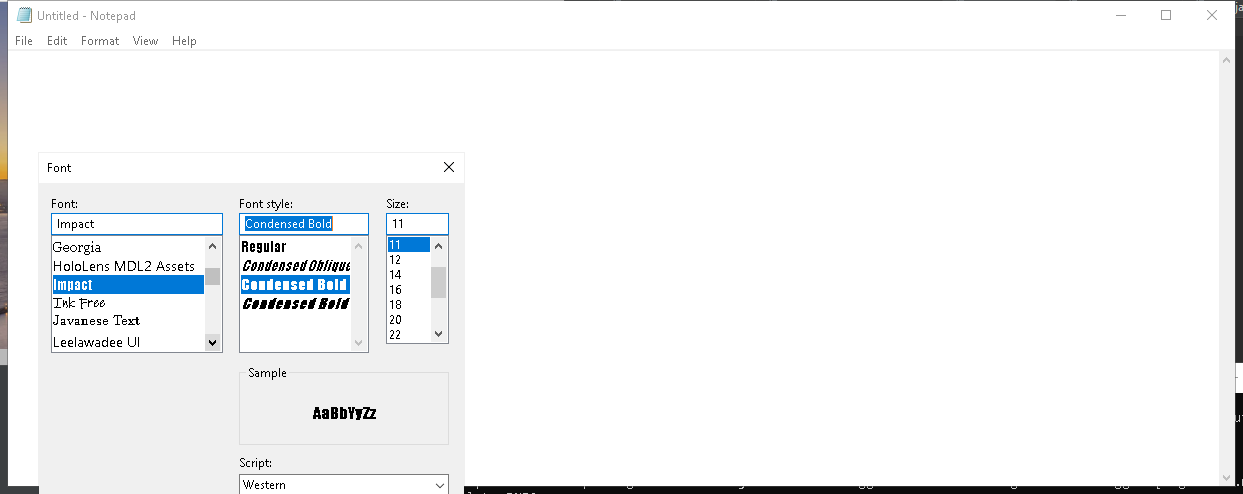 Untitled - Notepad
File Edit Format View Help
Font
Font: Font style: Size:
Impact Condensed Bold 11
Georgia
HoloLens MDL2 Assets
Impact
Ink Free
Javanese Text
Leelawadee UI
Regular
Condensed Oblique
Condensed Bold
Condensed Bold
11
12
14
16
18
20
22
Sample
AaBbYyZz
Script:
Western